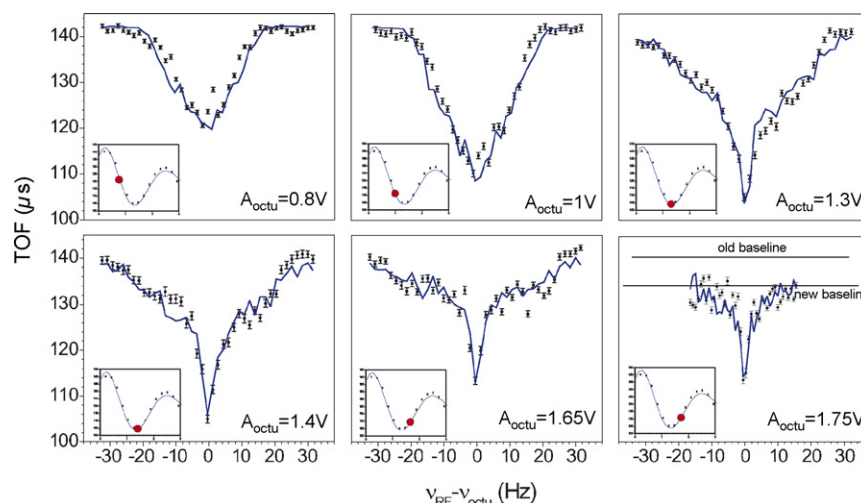 TOF (µs)
140
120
100
A_octu=0.8V
A_octu=1V
A_octu=1.3V
140
130
120
110
100
A_octu=1.4V
A_octu=1.65V
old baseline
new baseline
A_octu=1.75V
-30 -20 -10 0 10 20 30
-30 -20 -10 0 10 20 30
-30 -20 -10 0 10 20 30
ν_RF-ν_octu (Hz)